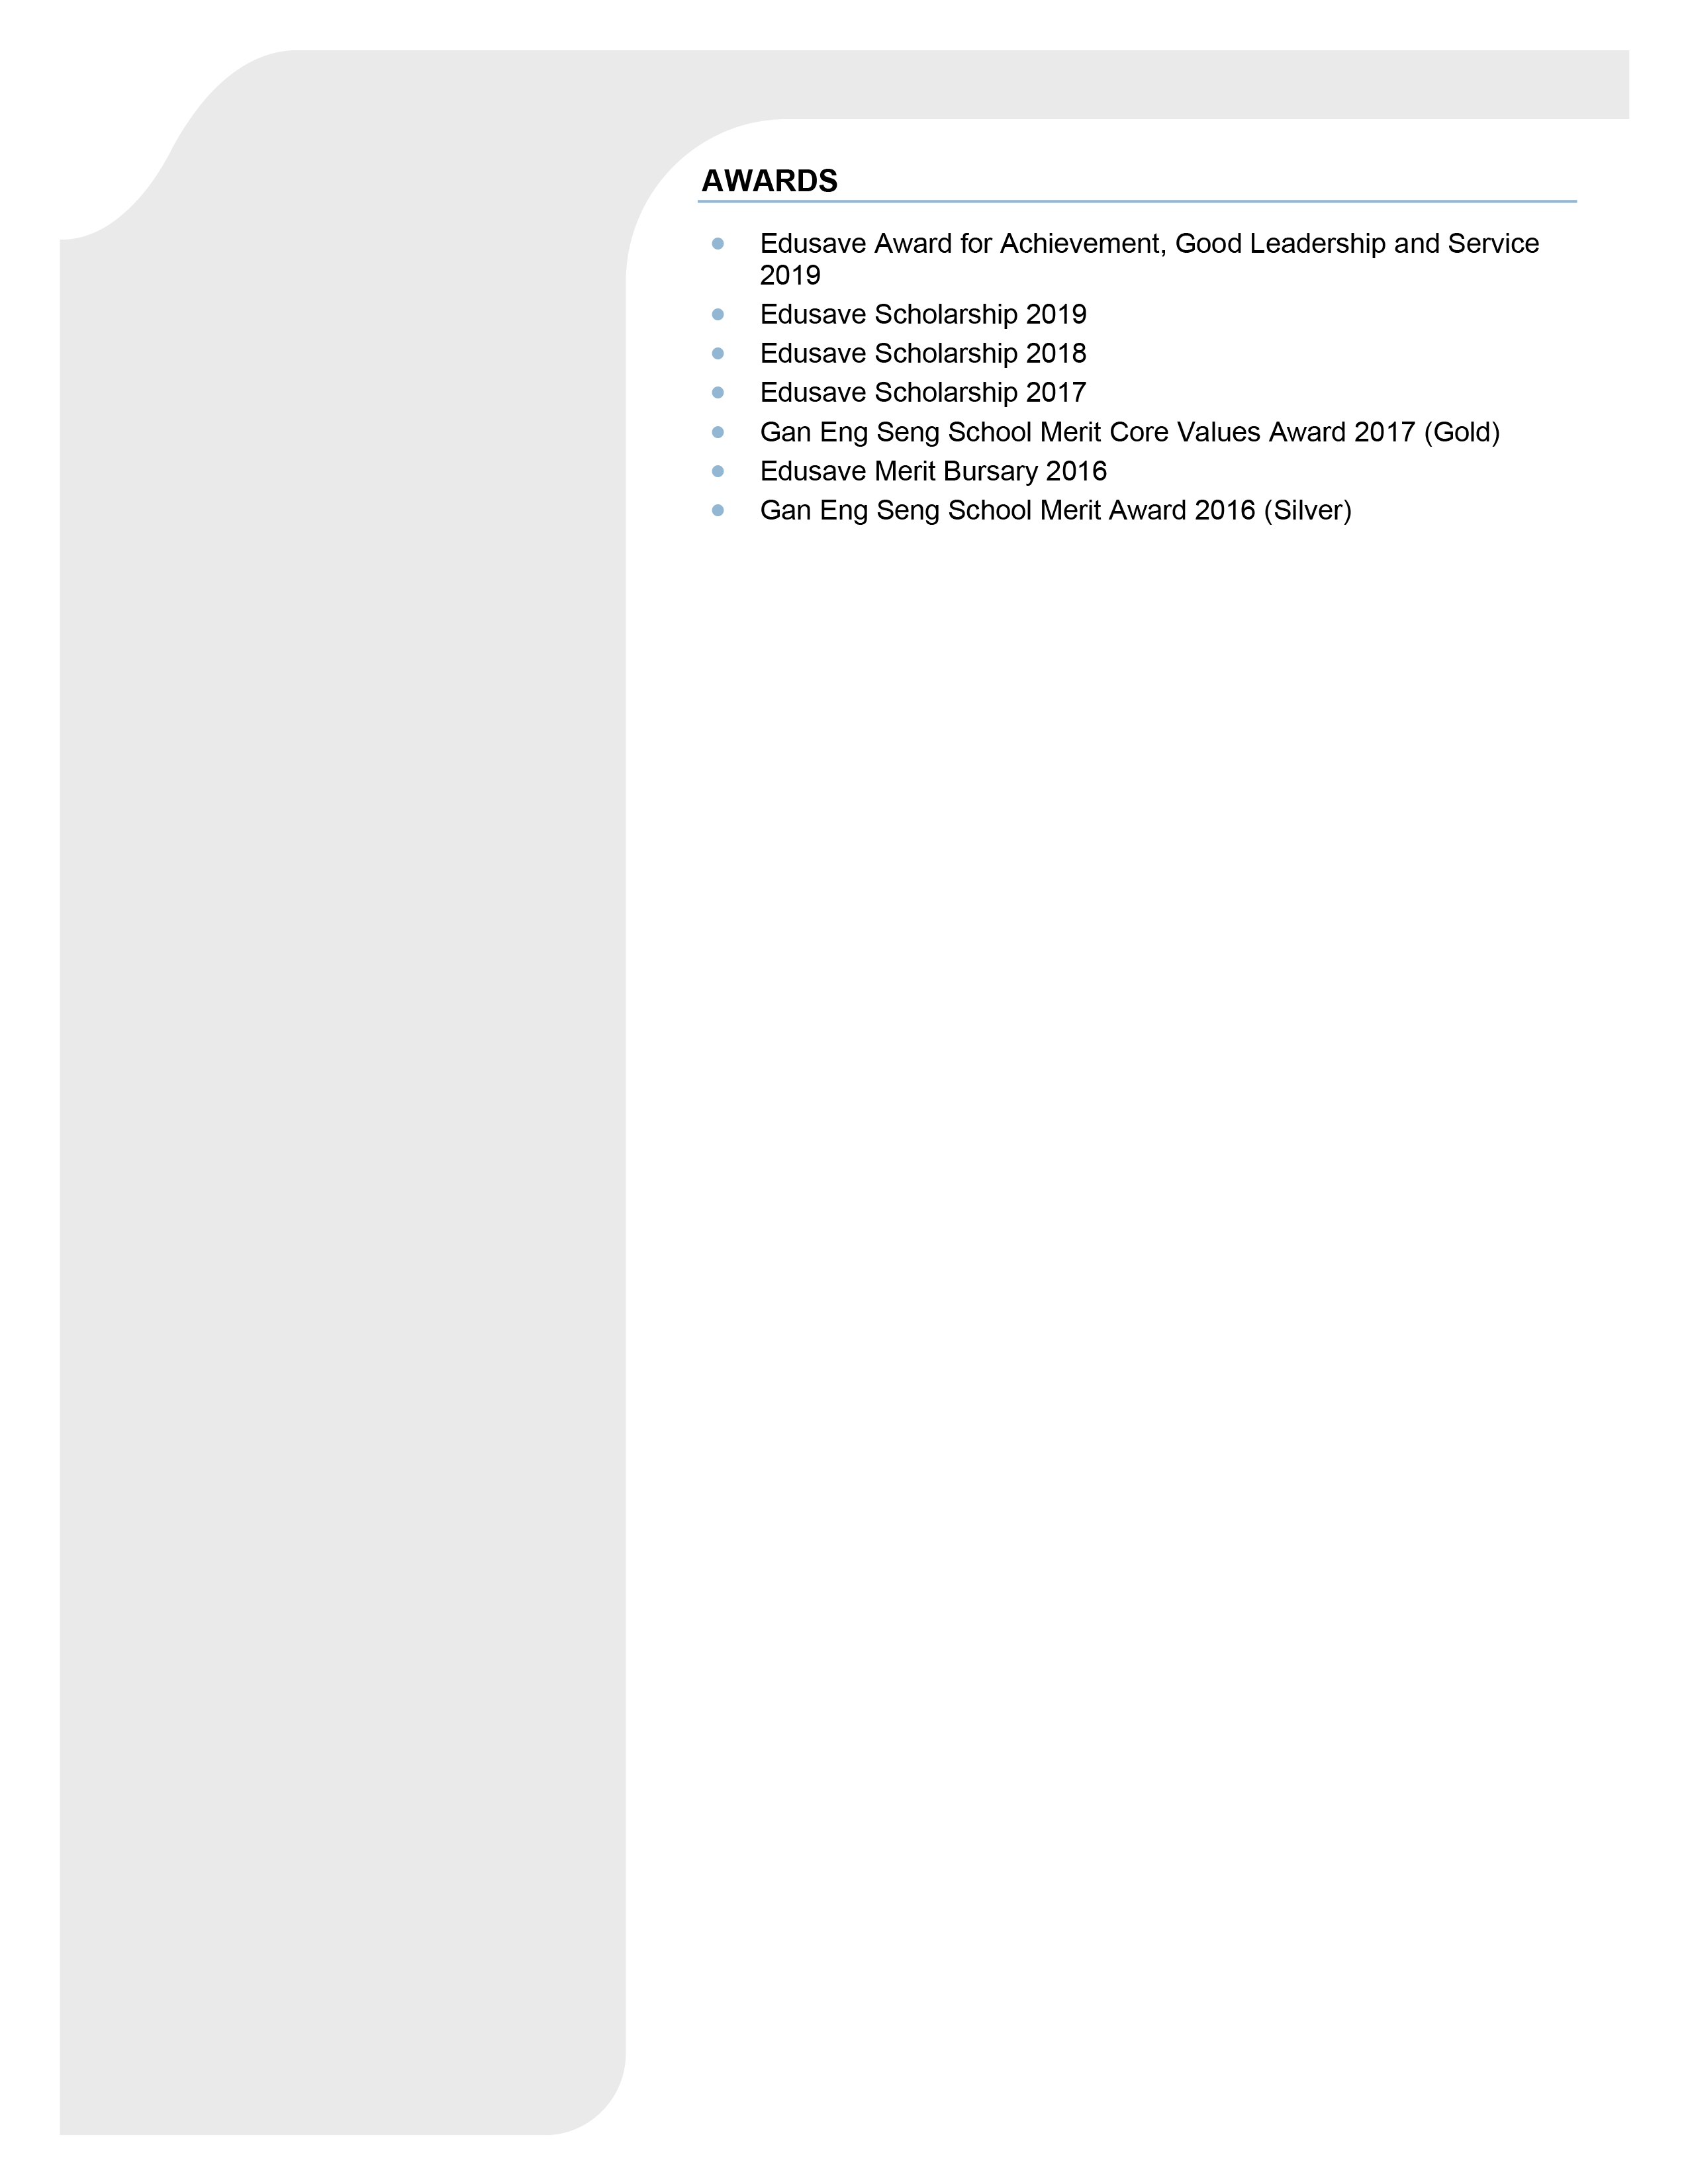 AWARDS
Edusave Award for Achievement, Good Leadership and Service
2019
Edusave Scholarship 2019
Edusave Scholarship 2018
Edusave Scholarship 2017
Gan Eng Seng School Merit Core Values Award 2017 (Gold)
Edusave Merit Bursary 2016
Gan Eng Seng School Merit Award 2016 (Silver)